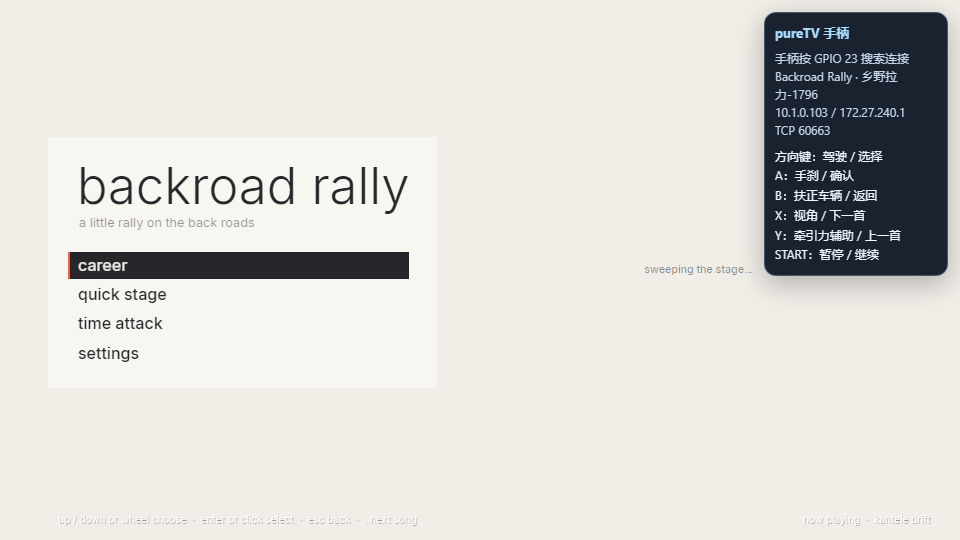 backroad rally
a little rally on the back roads
career
quick stage
time attack
settings
sweeping the stage...
pureTV 手柄
手柄按 GPIO 23 搜索连接
Backroad Rally · 乡野拉
力-1796
10.1.0.103 / 172.27.240.1
TCP 60663
方向键：驾驶 / 选择
A：手刹 / 确认
B：扶正车辆 / 返回
X：视角 / 下一首
Y：牵引力辅助 / 上一首
START：暂停 / 继续
up / down or wheel choose · enter or click select · esc back · . next song
now playing · kantele drift